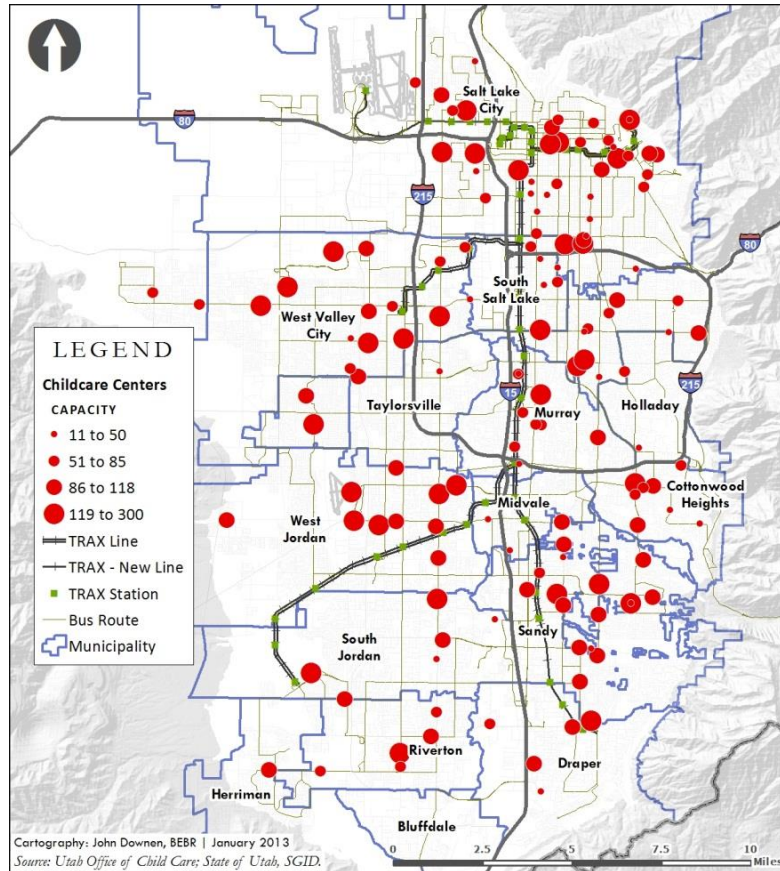 Salt Lake
City
80
215
80
South
Salt Lake
West Valley
City
LEGEND
Childcare Centers
CAPACITY
11 to 50
51 to 85
86 to 118
119 to 300
TRAX Line
TRAX - New Line
TRAX Station
Bus Route
Municipality
15
215
Taylorsville
Murray
Holladay
Cottonwood
Heights
Midvale
West
Jordan
Sandy
South
Jordan
Riverton
Draper
Herriman
Bluffdale
Cartography: John Downen, BEBR | January 2013
Source: Utah Office of Child Care; State of Utah, SGID.
0 2.5 5 10
Miles